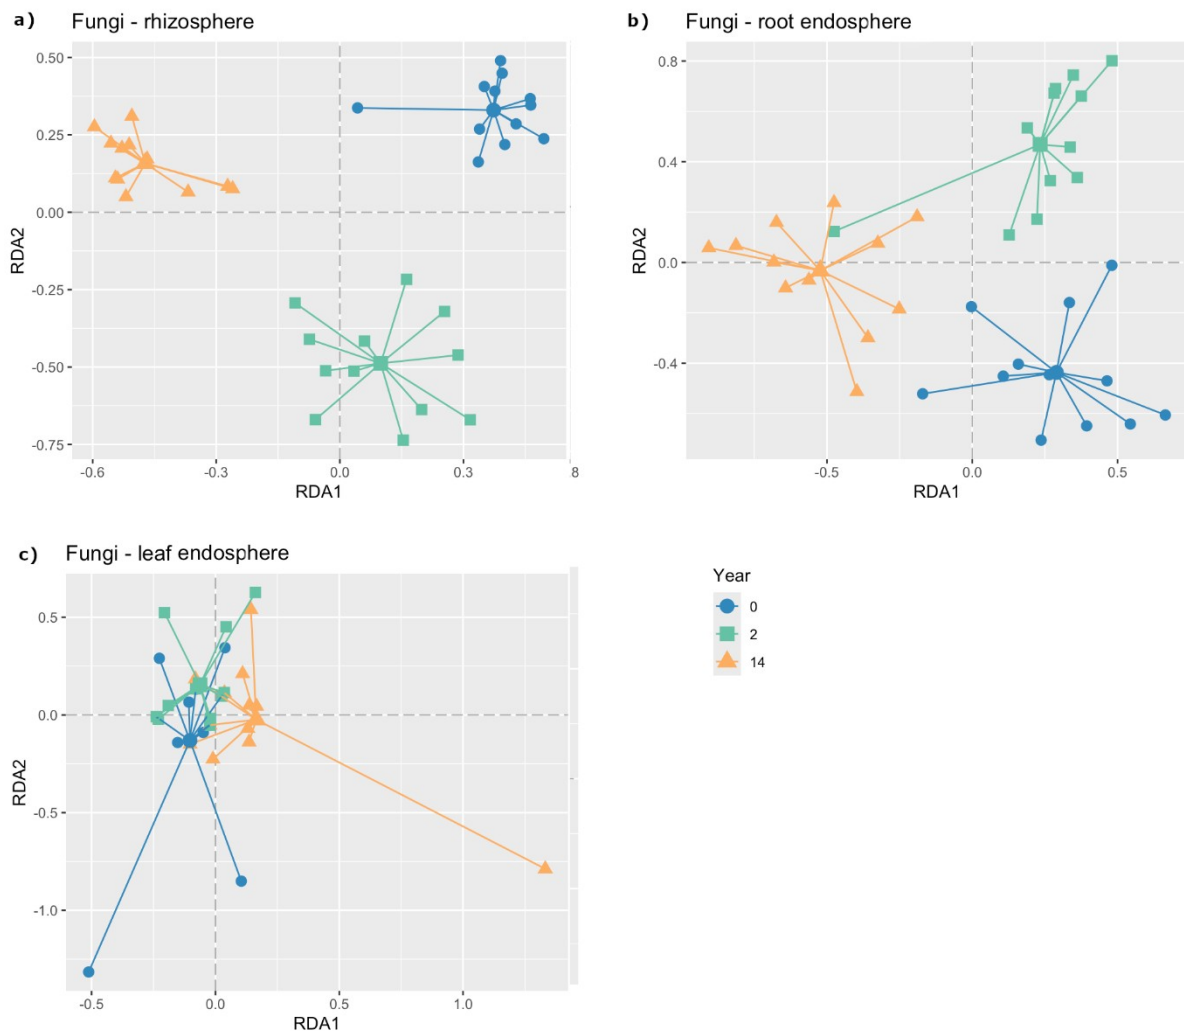 a) Fungi - rhizosphere
0.50
0.25
0.00
-0.25
-0.50
-0.75
RDA2
-0.6 -0.3 0.0 0.3 8
RDA1
b) Fungi - root endosphere
0.8
0.4
0.0
-0.4
RDA2
-0.5 0.0 0.5
RDA1
c) Fungi - leaf endosphere
0.5
0.0
-0.5
-1.0
RDA2
-0.5 0.0 0.5 1.0
RDA1
Year
0
2
14